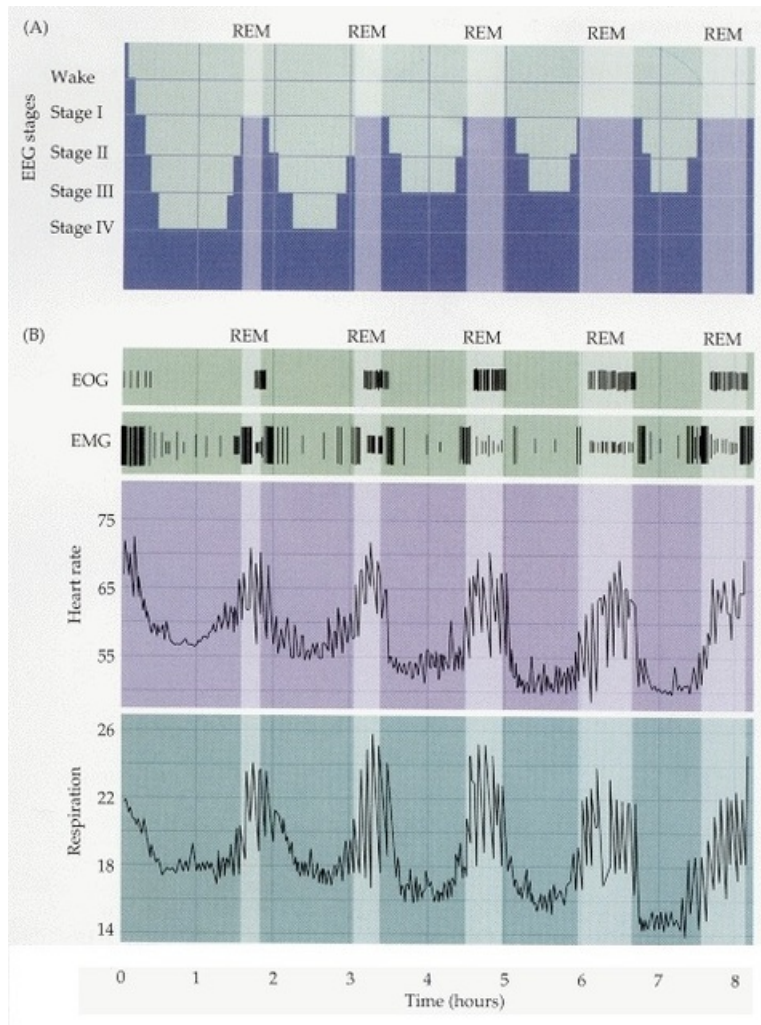 (A)
REM REM REM REM REM
EEG stages
Wake
Stage I
Stage II
Stage III
Stage IV
(B)
REM REM REM REM REM
EOG
EMG
Heart rate
75
65
55
Respiration
26
22
18
14
0 1 2 3 4 5 6 7 8
Time (hours)